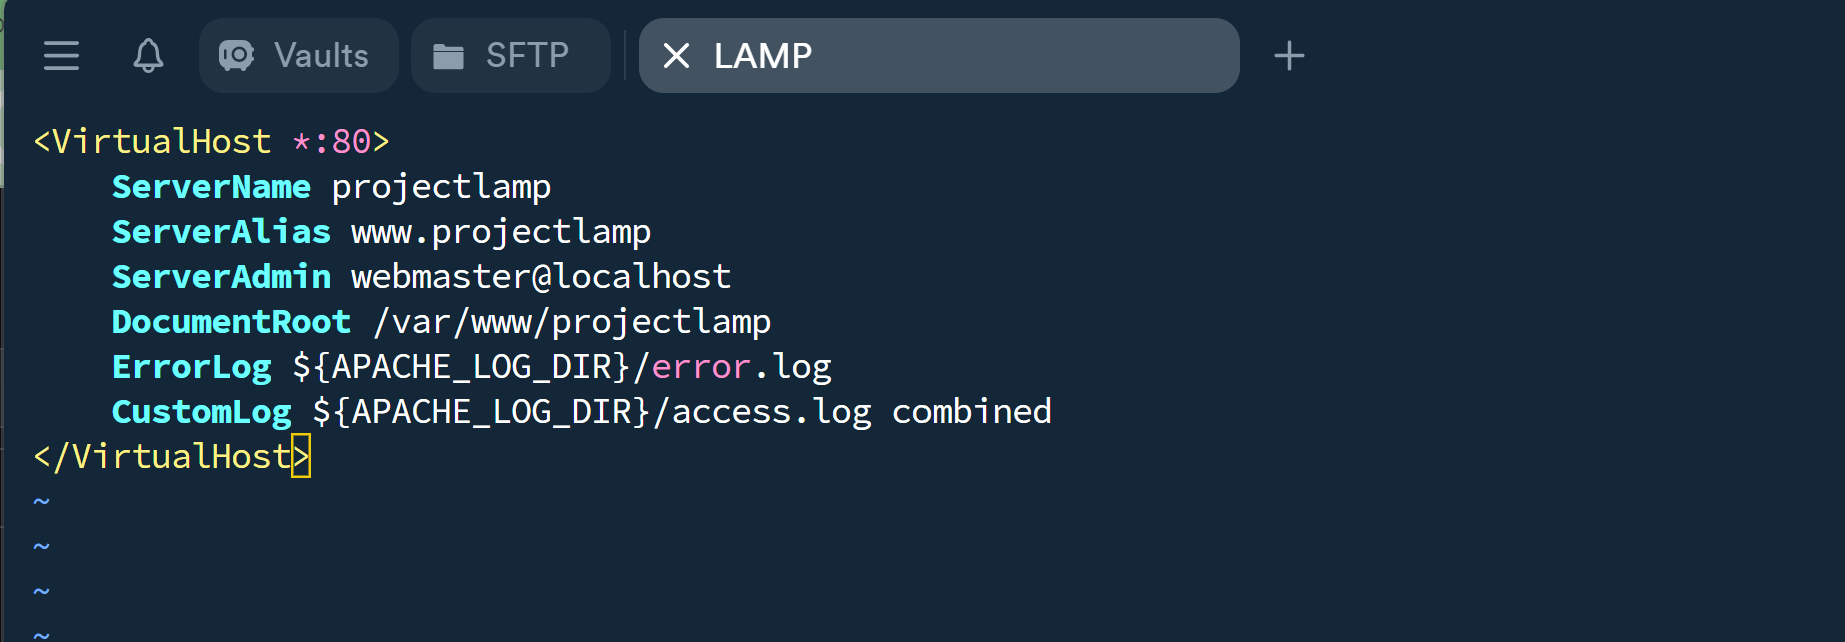 Vaults SFTP LAMP
<VirtualHost *:80>
    ServerName projectlamp
    ServerAlias www.projectlamp
    ServerAdmin webmaster@localhost
    DocumentRoot /var/www/projectlamp
    ErrorLog ${APACHE_LOG_DIR}/error.log
    CustomLog ${APACHE_LOG_DIR}/access.log combined
</VirtualHost>
~
~
~
~